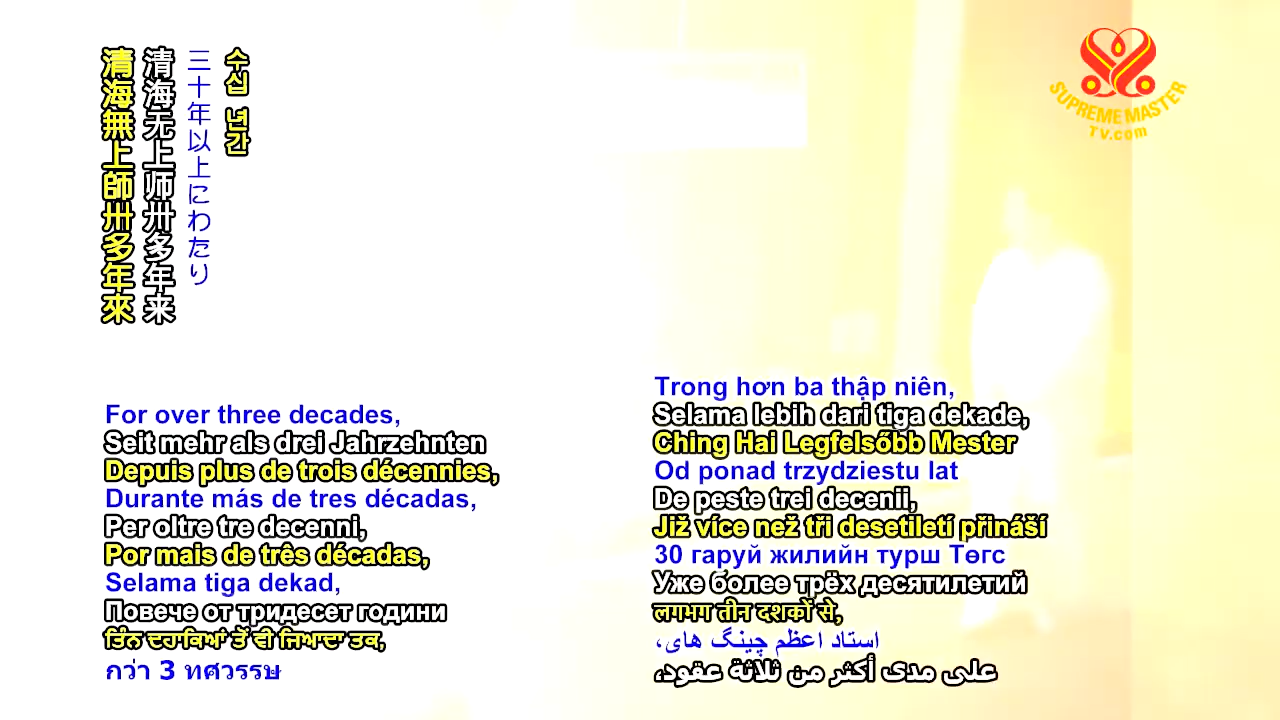 清海無上師卅多年來
清海无上师卅多年来
三十年以上にわたり
수십 년간
SUPREME MASTER
TV.com
For over three decades,
Seit mehr als drei Jahrzehnten
Depuis plus de trois décennies,
Durante más de tres décadas,
Per oltre tre decenni,
Por mais de três décadas,
Selama tiga dekad,
Повече от тридесет години
ਤਿੰਨ ਦਹਾਕਿਆਂ ਤੋਂ ਵੀ ਜਿਆਦਾ ਤਕ,
กว่า 3 ทศวรรษ
Trong hơn ba thập niên,
Selama lebih dari tiga dekade,
Ching Hai Legfelsőbb Mester
Od ponad trzydziestu lat
De peste trei decenii,
Již více než tři desetiletí přináší
30 гаруй жилийн турш Төгс
Уже более трёх десятилетий
लगभग तीन दशकों से,
استاد اعظم چینگ های،
على مدى أكثر من ثلاثة عقود،